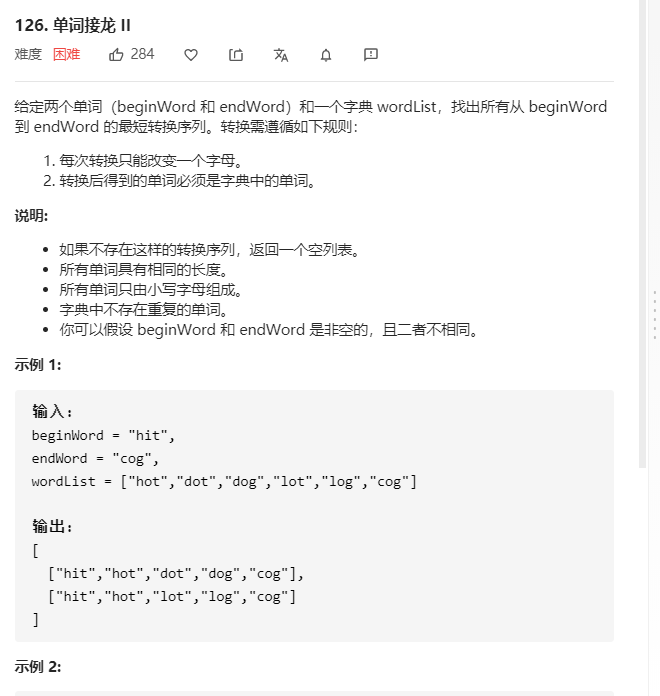 126. 单词接龙 II
难度 困难 284
给定两个单词（beginWord 和 endWord）和一个字典 wordList，找出所有从 beginWord
到 endWord 的最短转换序列。转换需遵循如下规则：
1. 每次转换只能改变一个字母。
2. 转换后得到的单词必须是字典中的单词。
说明:
• 如果不存在这样的转换序列，返回一个空列表。
• 所有单词具有相同的长度。
• 所有单词只由小写字母组成。
• 字典中不存在重复的单词。
• 你可以假设 beginWord 和 endWord 是非空的，且二者不相同。
示例 1:
输入:
beginWord = "hit",
endWord = "cog",
wordList = ["hot","dot","dog","lot","log","cog"]
输出:
[
["hit","hot","dot","dog","cog"],
["hit","hot","lot","log","cog"]
]
示例 2: